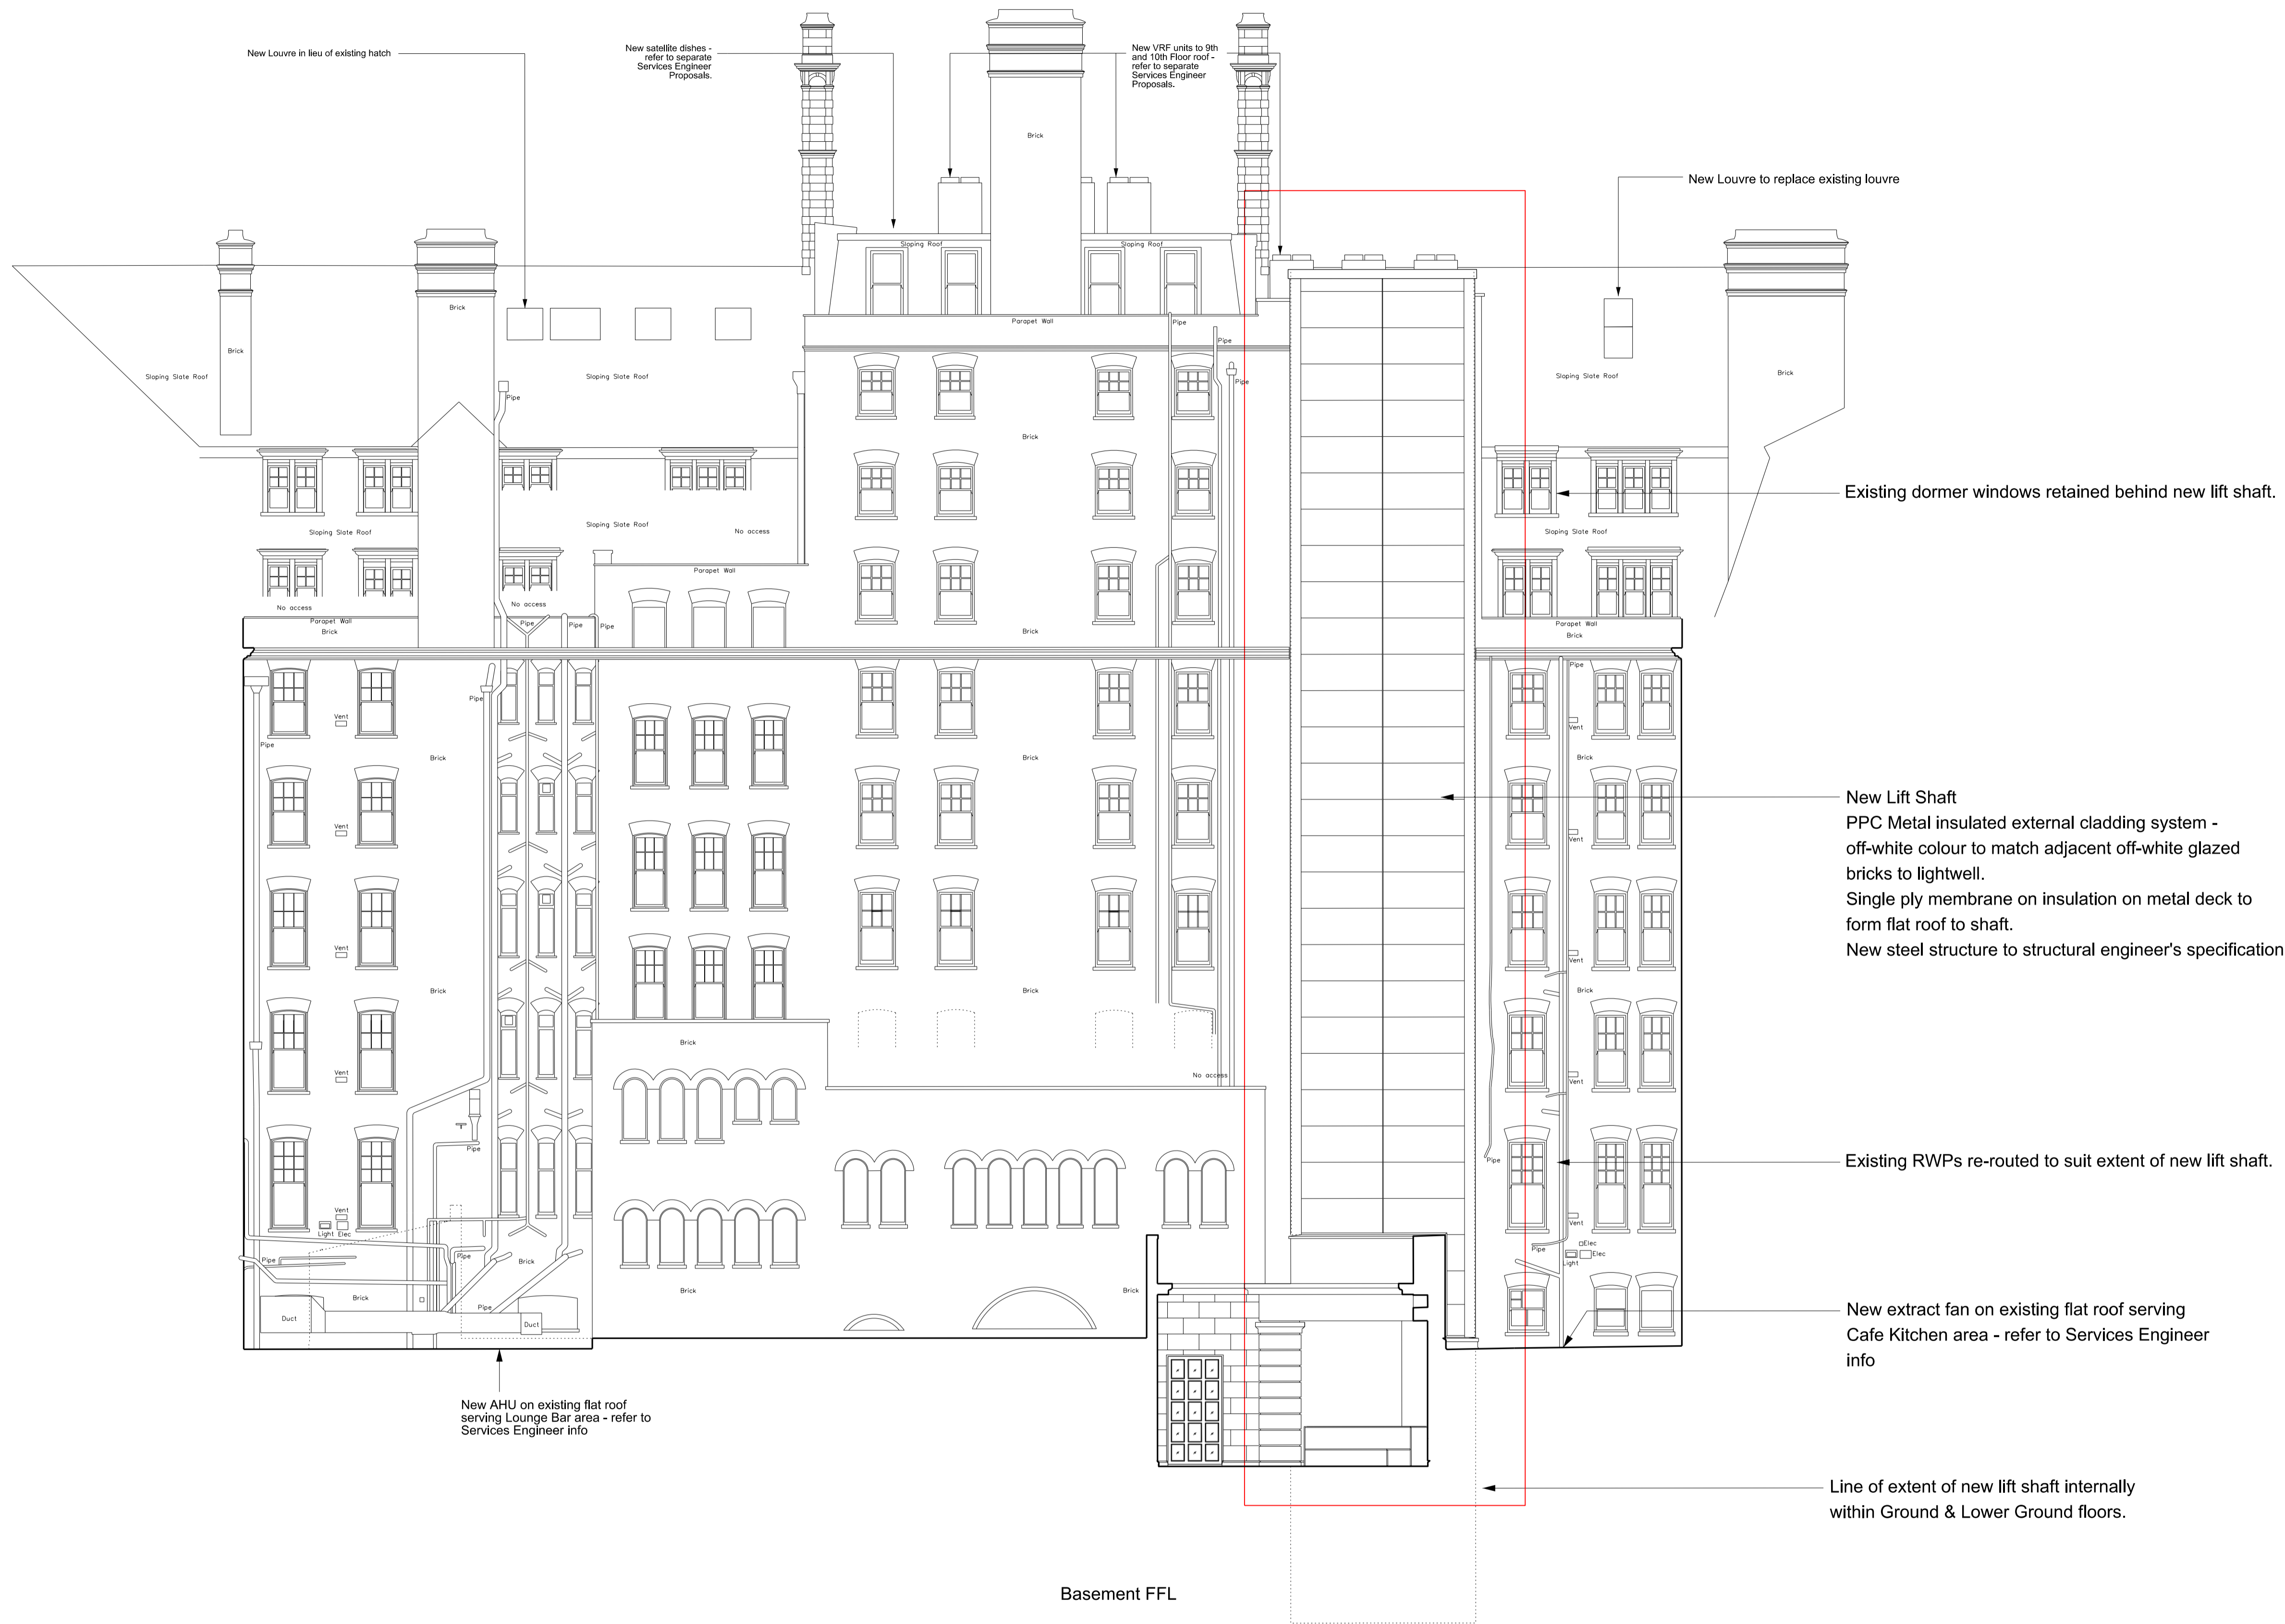 New Louvre in lieu of existing hatch
New satellite dishes -
refer to separate
Services Engineer
Proposals.
New VRF units to 9th
and 10th Floor roof -
refer to separate
Services Engineer
Proposals.
Brick
New Louvre to replace existing louvre
Sloping Roof
Sloping Roof
Brick
Parapet Wall
Pipe
Pipe
Brick
Sloping Slate Roof
Sloping Slate Roof
Pipe
Pipe
Sloping Slate Roof
Brick
Brick
Existing dormer windows retained behind new lift shaft.
Sloping Slate Roof
Sloping Slate Roof
No access
Sloping Slate Roof
Parapet Wall
No access
No access
Parapet Wall
Brick
Pipe
Pipe
Pipe
Brick
Parapet Wall
Brick
Pipe
Pipe
Vent
Vent
Pipe
Brick
Brick
Brick
New Lift Shaft
PPC Metal insulated external cladding system -
off-white colour to match adjacent off-white glazed
bricks to lightwell.
Single ply membrane on insulation on metal deck to
form flat roof to shaft.
New steel structure to structural engineer's specification
Vent
Vent
Vent
Vent
Brick
Brick
Brick
Brick
Vent
No access
Vent
Pipe
Pipe
Existing RWPs re-routed to suit extent of new lift shaft.
Vent
Light Elec
Vent
Pipe
Pipe
Brick
Pipe
Elec
Elec
Light
Brick
Brick
Brick
Pipe
Duct
Duct
New extract fan on existing flat roof serving
Cafe Kitchen area - refer to Services Engineer
info
New AHU on existing flat roof
serving Lounge Bar area - refer to
Services Engineer info
Line of extent of new lift shaft internally
within Ground & Lower Ground floors.
Basement FFL